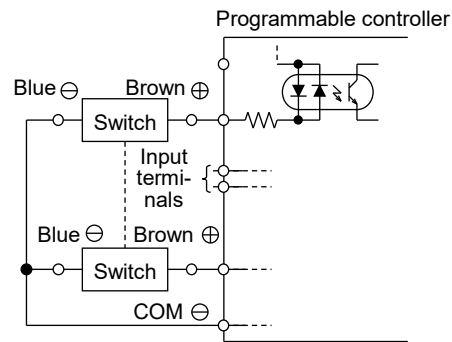 Programmable controller
Blue ⊖ Brown ⊕
Switch
Input
termi-
nals
Blue ⊖ Brown ⊕
Switch
COM ⊖